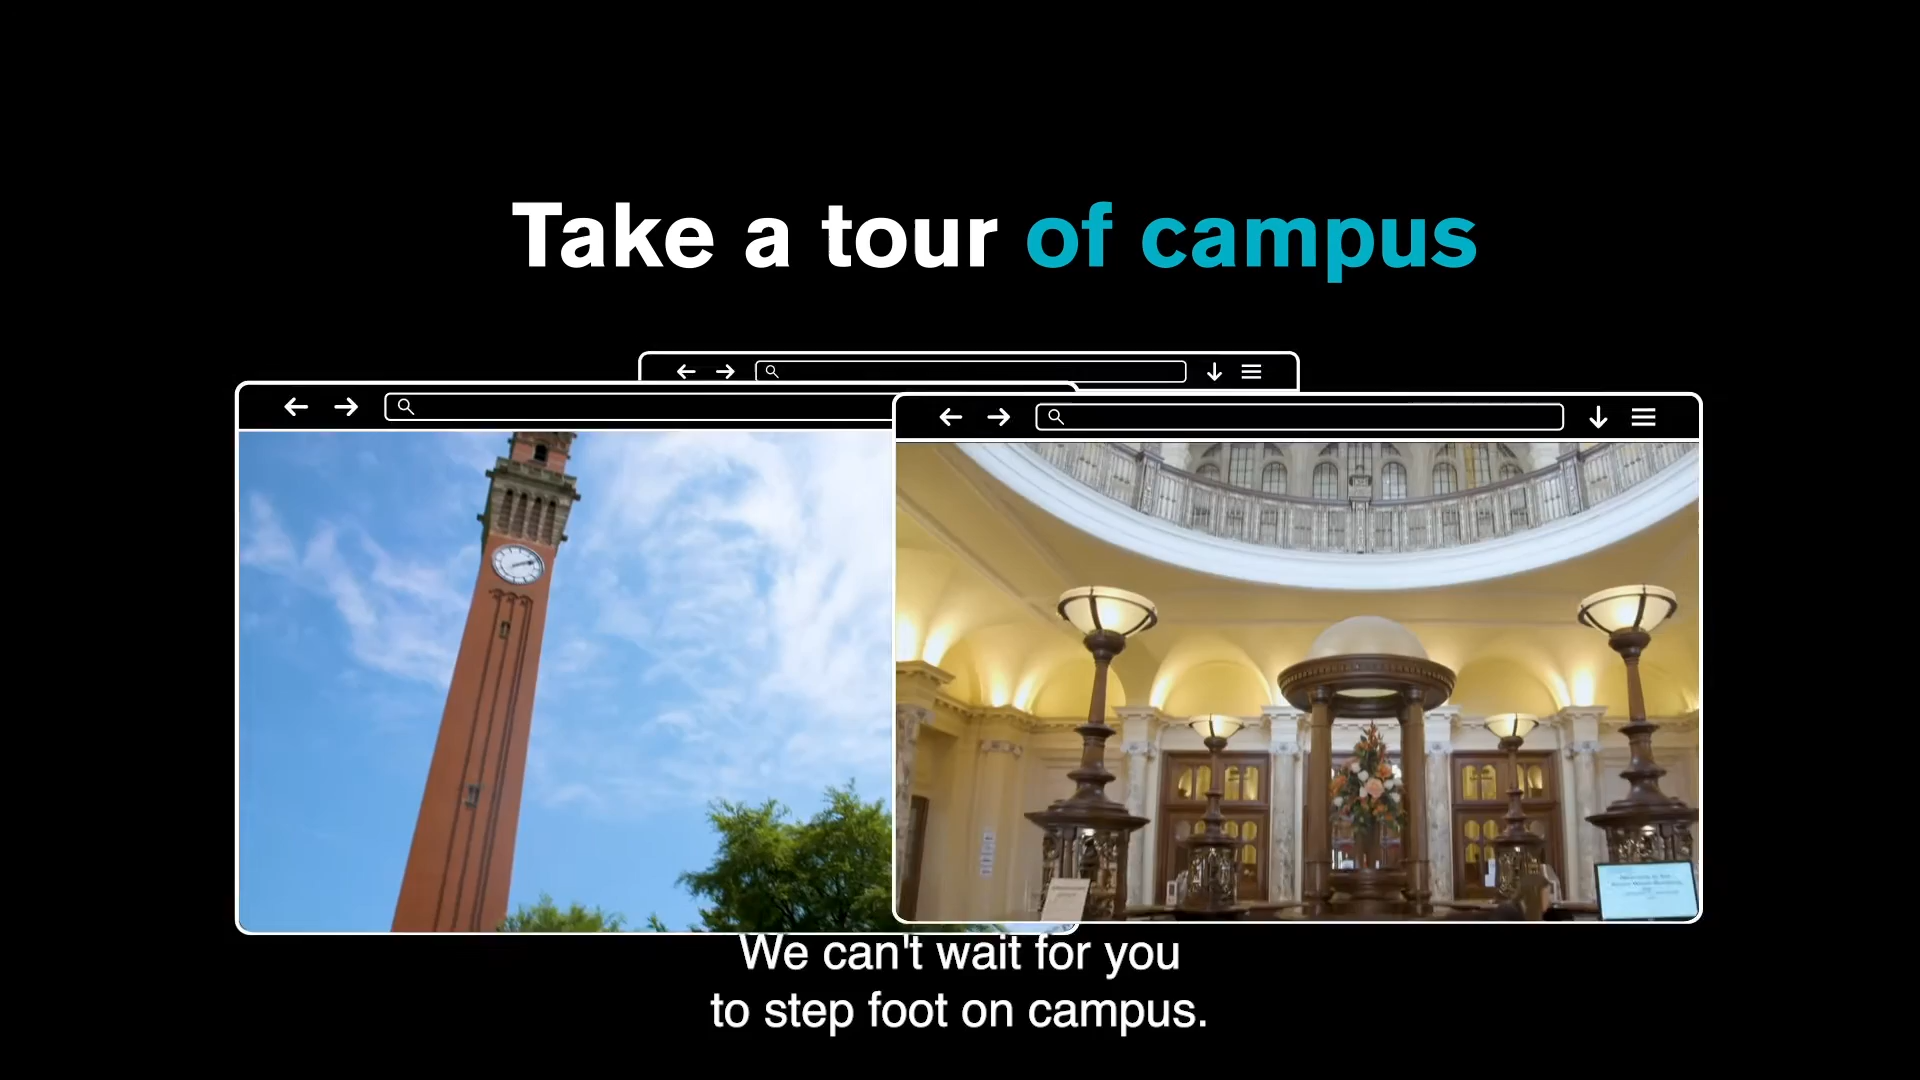 Take a tour of campus
We can't wait for you
to step foot on campus.